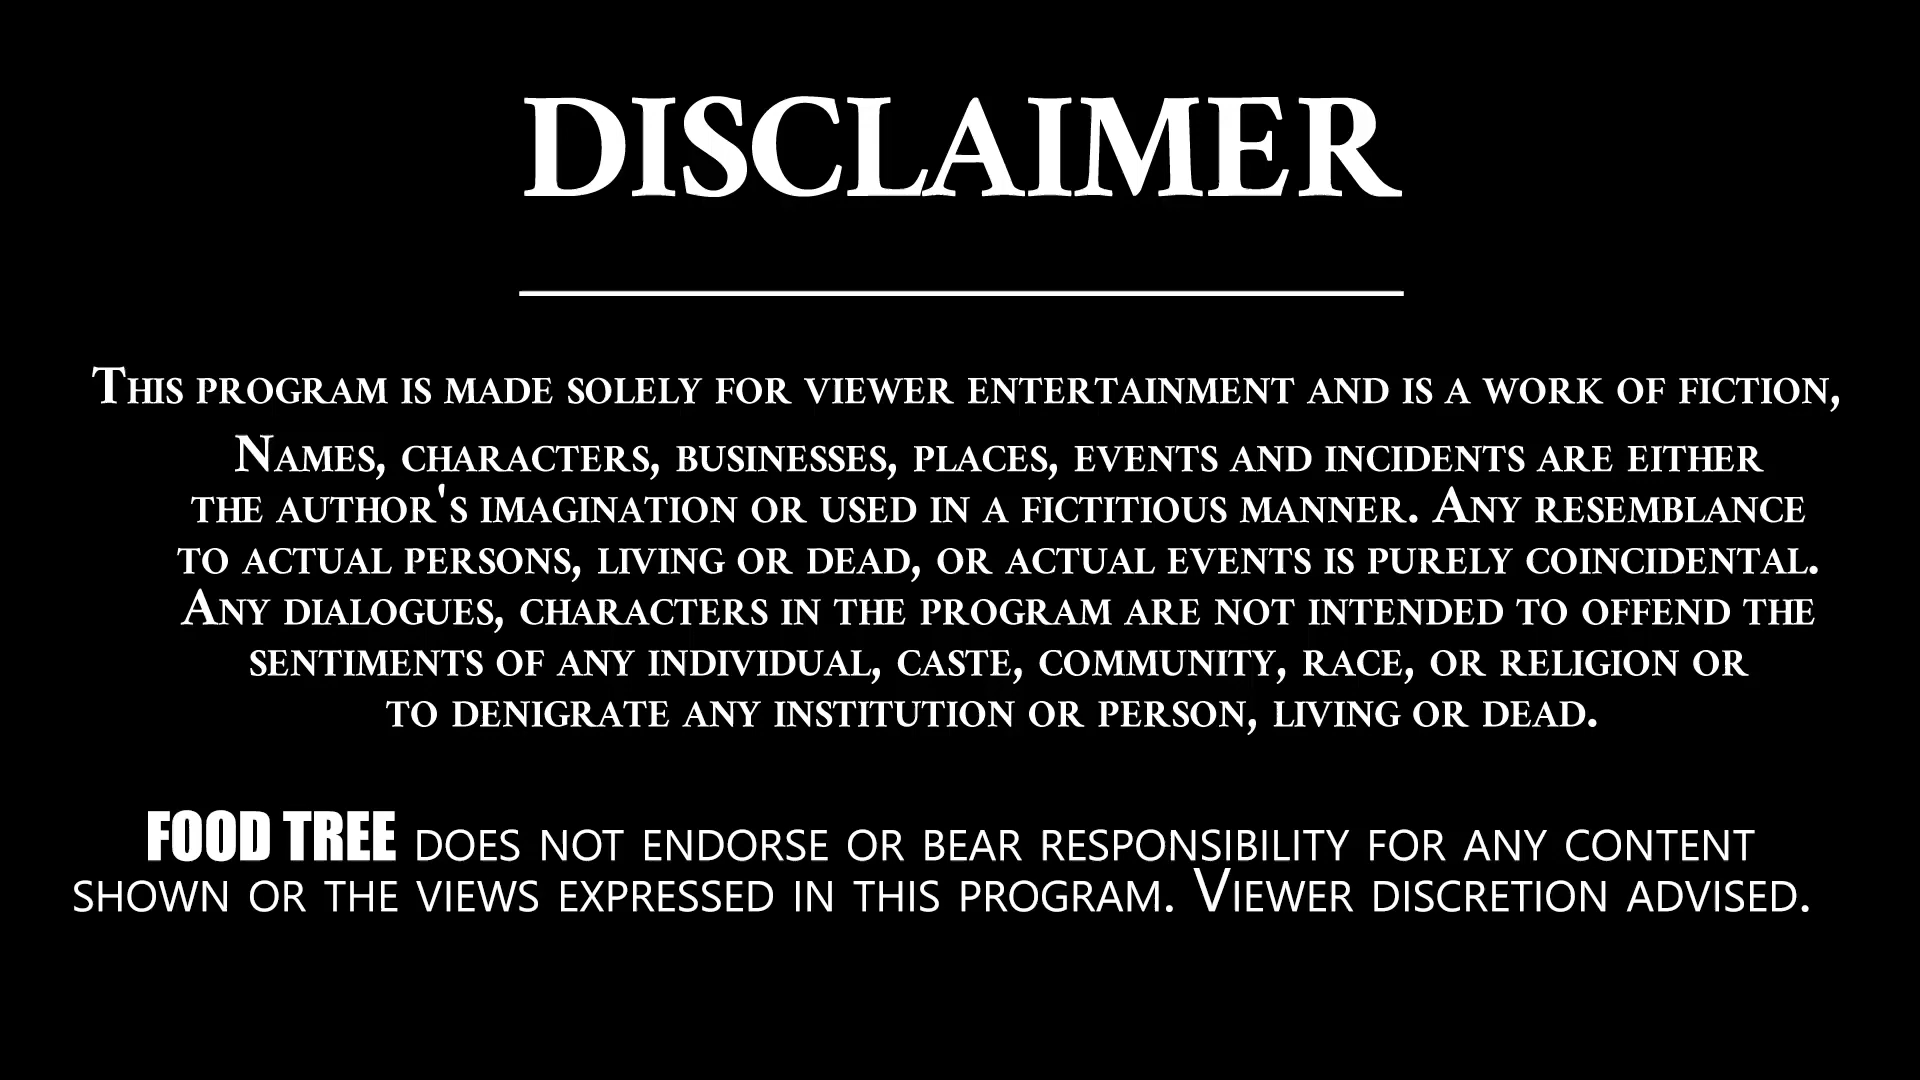 DISCLAIMER
This program is made solely for viewer entertainment and is a work of fiction,
Names, characters, businesses, places, events and incidents are either
the author's imagination or used in a fictitious manner. Any resemblance
to actual persons, living or dead, or actual events is purely coincidental.
Any dialogues, characters in the program are not intended to offend the
sentiments of any individual, caste, community, race, or religion or
to denigrate any institution or person, living or dead.
FOOD TREE does not endorse or bear responsibility for any content
shown or the views expressed in this program. Viewer discretion advised.